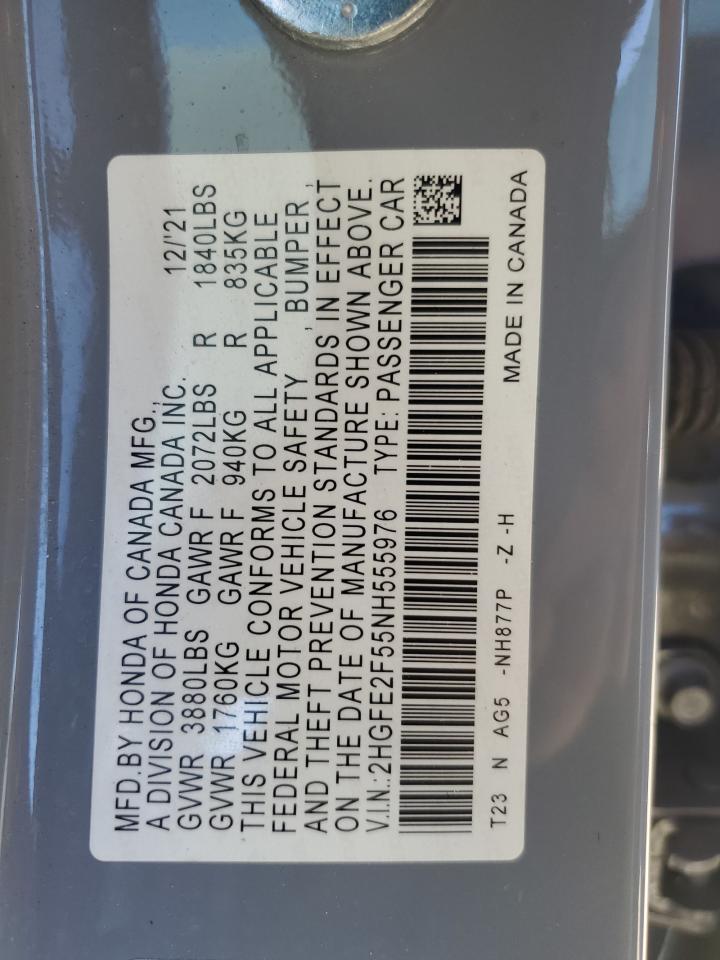 MFD.BY HONDA OF CANADA MFG.,
A DIVISION OF HONDA CANADA INC. 12/'21
GVWR 3880LBS GAWR F 2072LBS R 1840LBS
GVWR 1760KG GAWR F 940KG R 835KG
THIS VEHICLE CONFORMS TO ALL APPLICABLE
FEDERAL MOTOR VEHICLE SAFETY , BUMPER ,
AND THEFT PREVENTION STANDARDS IN EFFECT
ON THE DATE OF MANUFACTURE SHOWN ABOVE.
V.I.N.:2HGFE2F55NH555976 TYPE: PASSENGER CAR
T23 N AG5 -NH877P -Z -H
MADE IN CANADA